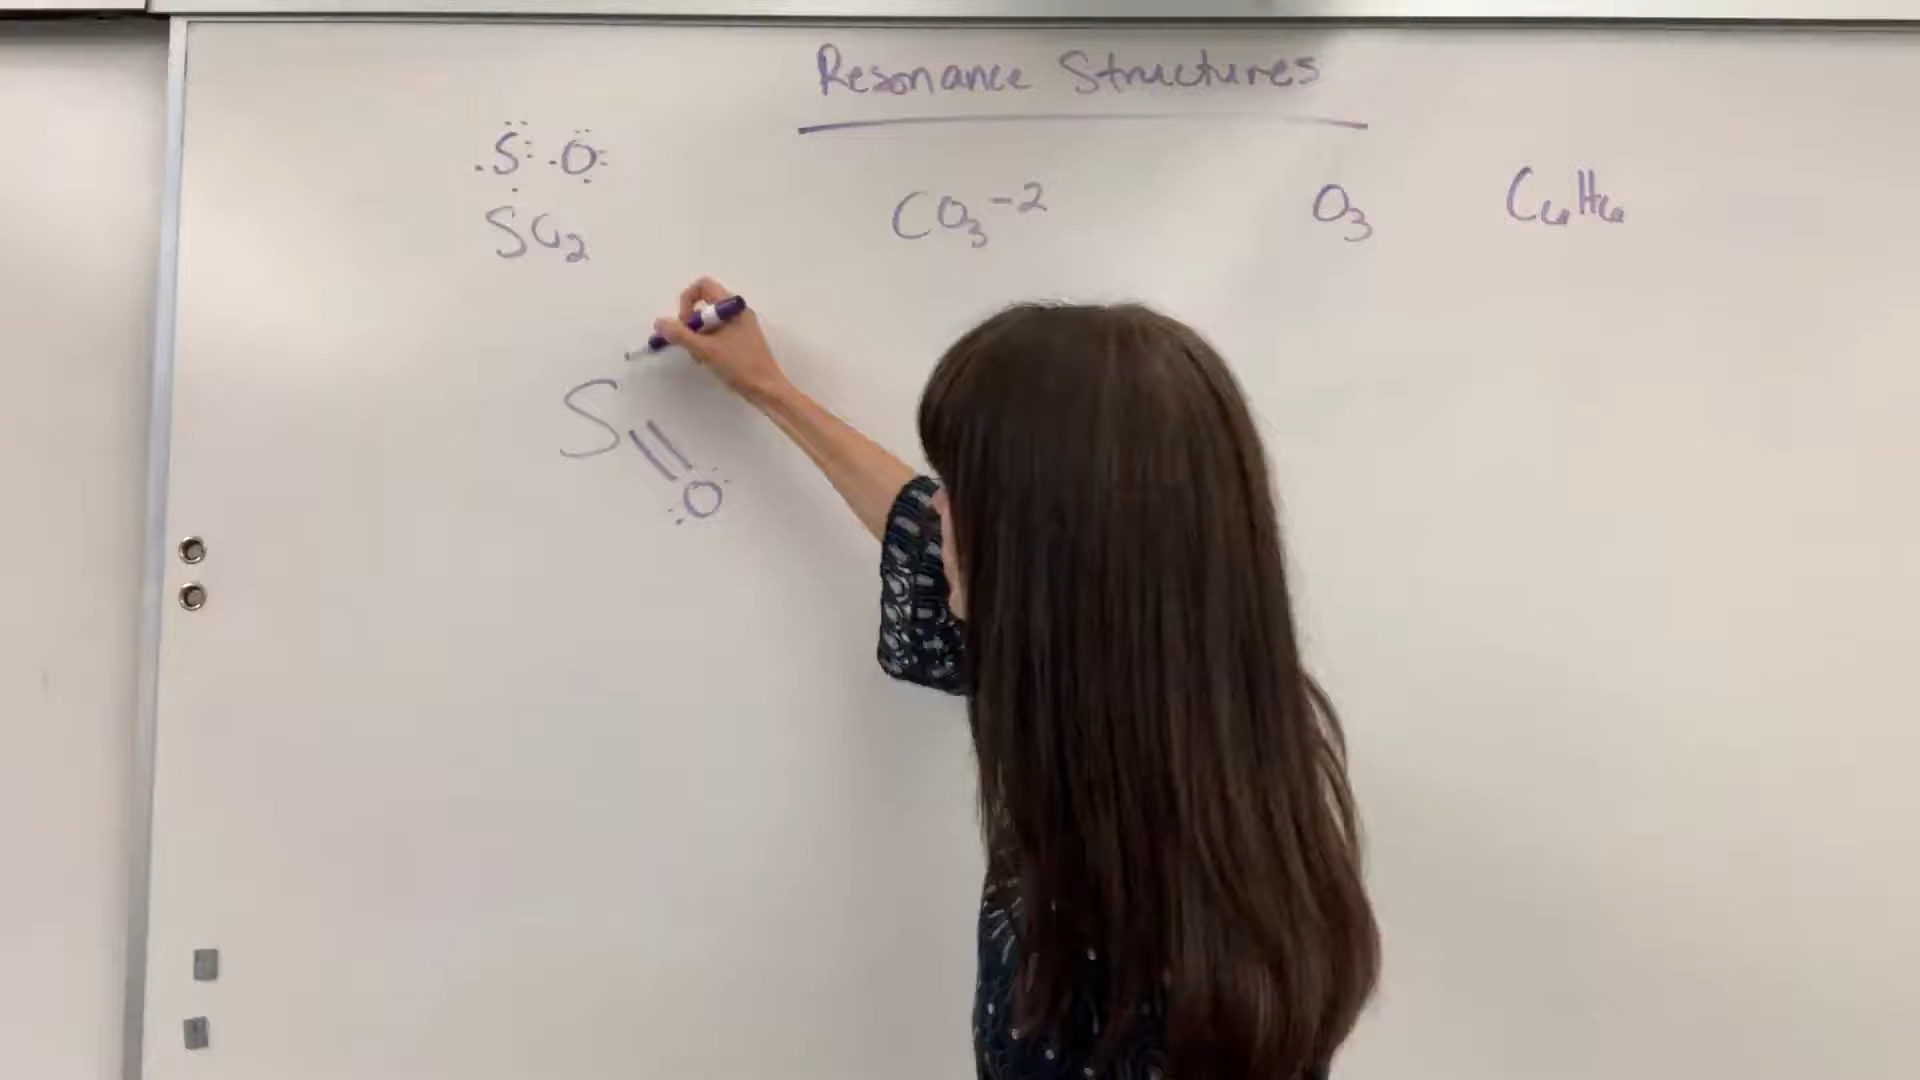 Resonance Structures
S O
SO2 CO3-2 O3 C6H6
S=O